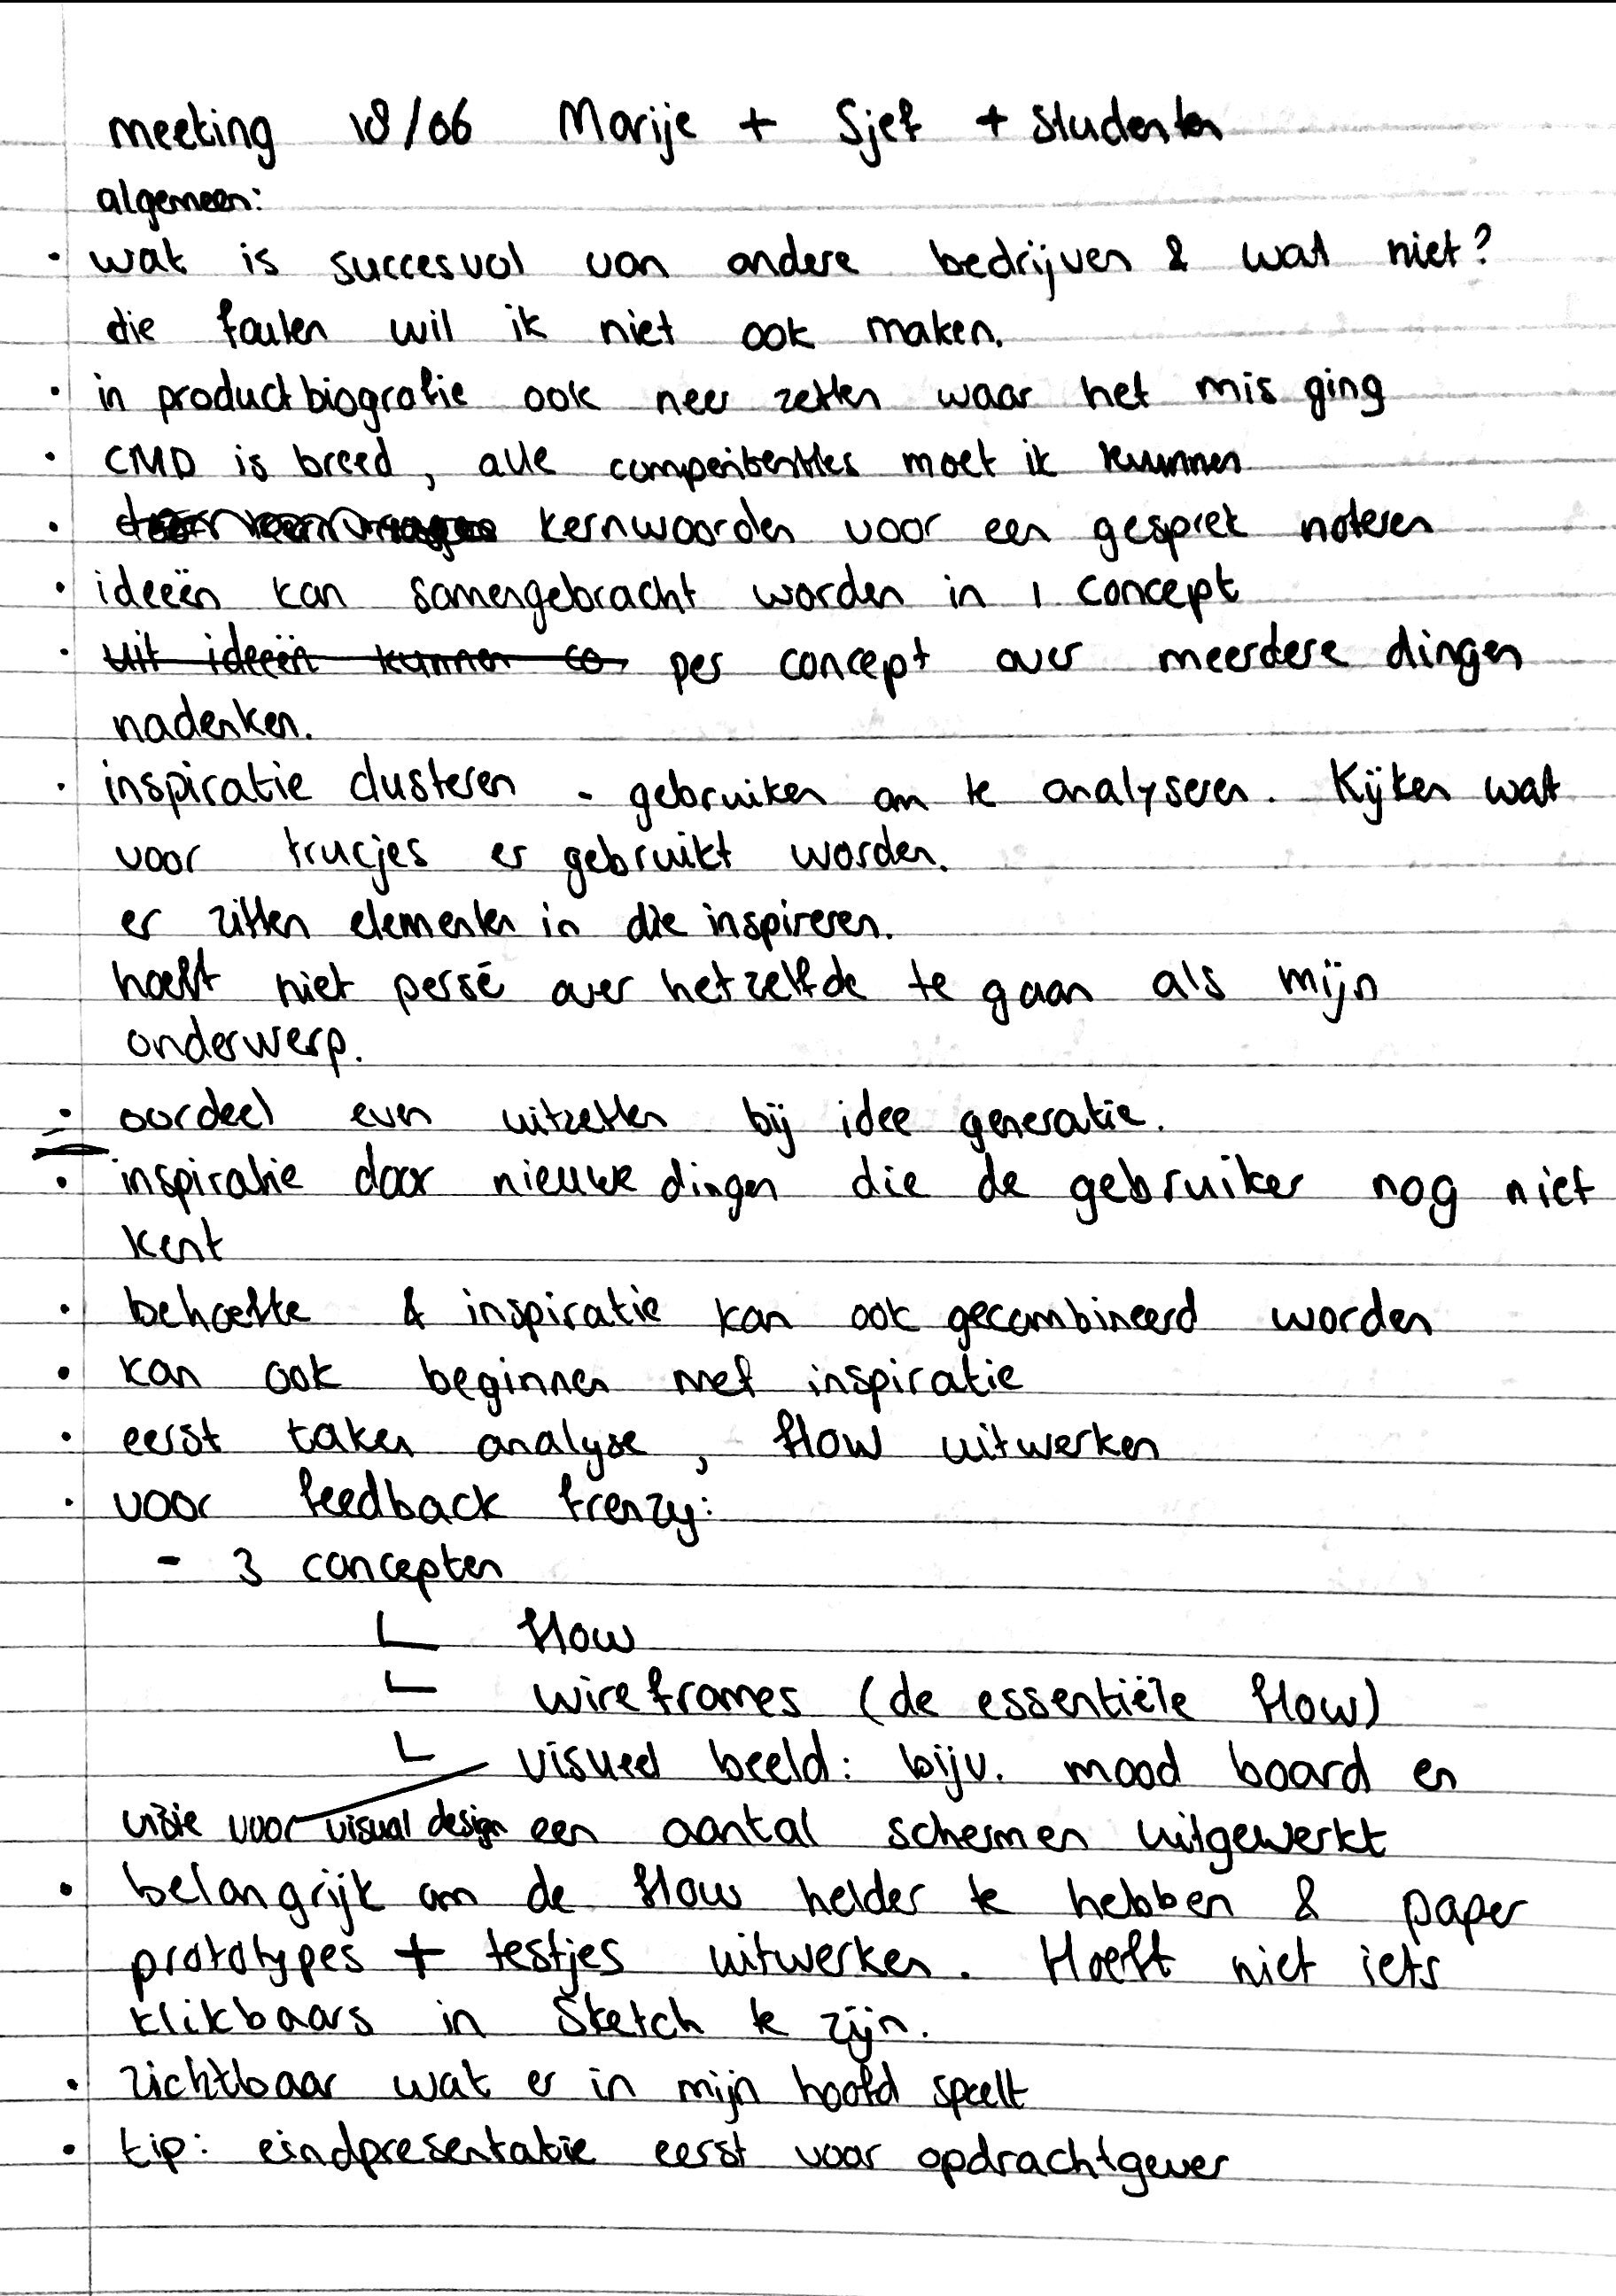 meeting 18/06 Marije + Sjef + studenten
algemeen:
· wat is succesvol van andere bedrijven & wat niet?
die fouten wil ik niet ook maken.
· in productbiografie ook neer zetten waar het mis ging
· CMD is breed, alle moet ik kunnen
· kernwoorden voor een gesprek noteren
· ideeën kan samengebracht worden in 1 concept
· uit ideeën kunnen co per concept over meerdere dingen
nadenken.
· inspiratie clusteren - gebruiken om te analyseren. Kijken wat
voor trucjes er gebruikt worden.
er zitten elementen in die inspireren.
hoeft niet persé over hetzelfde te gaan als mijn
onderwerp.
· oordeel even uitzetten bij idee generatie.
· inspiratie door nieuwe dingen die de gebruiker nog niet
kent
· behoefte & inspiratie kan ook gecombineerd worden
· kan ook beginnen met inspiratie
· eerst taken analyse, flow uitwerken
· voor feedback frenzy:
- 3 concepten
flow
wireframes (de essentiële flow)
visueel beeld: bijv. mood board en
visie voor visual design een aantal schermen uitgewerkt
· belangrijk om de flow helder te hebben & paper
prototypes + testjes uitwerken. Hoeft niet iets
klikbaars in Sketch te zijn.
· zichtbaar wat er in mijn hoofd speelt
· tip: eindpresentatie eerst voor opdrachtgever